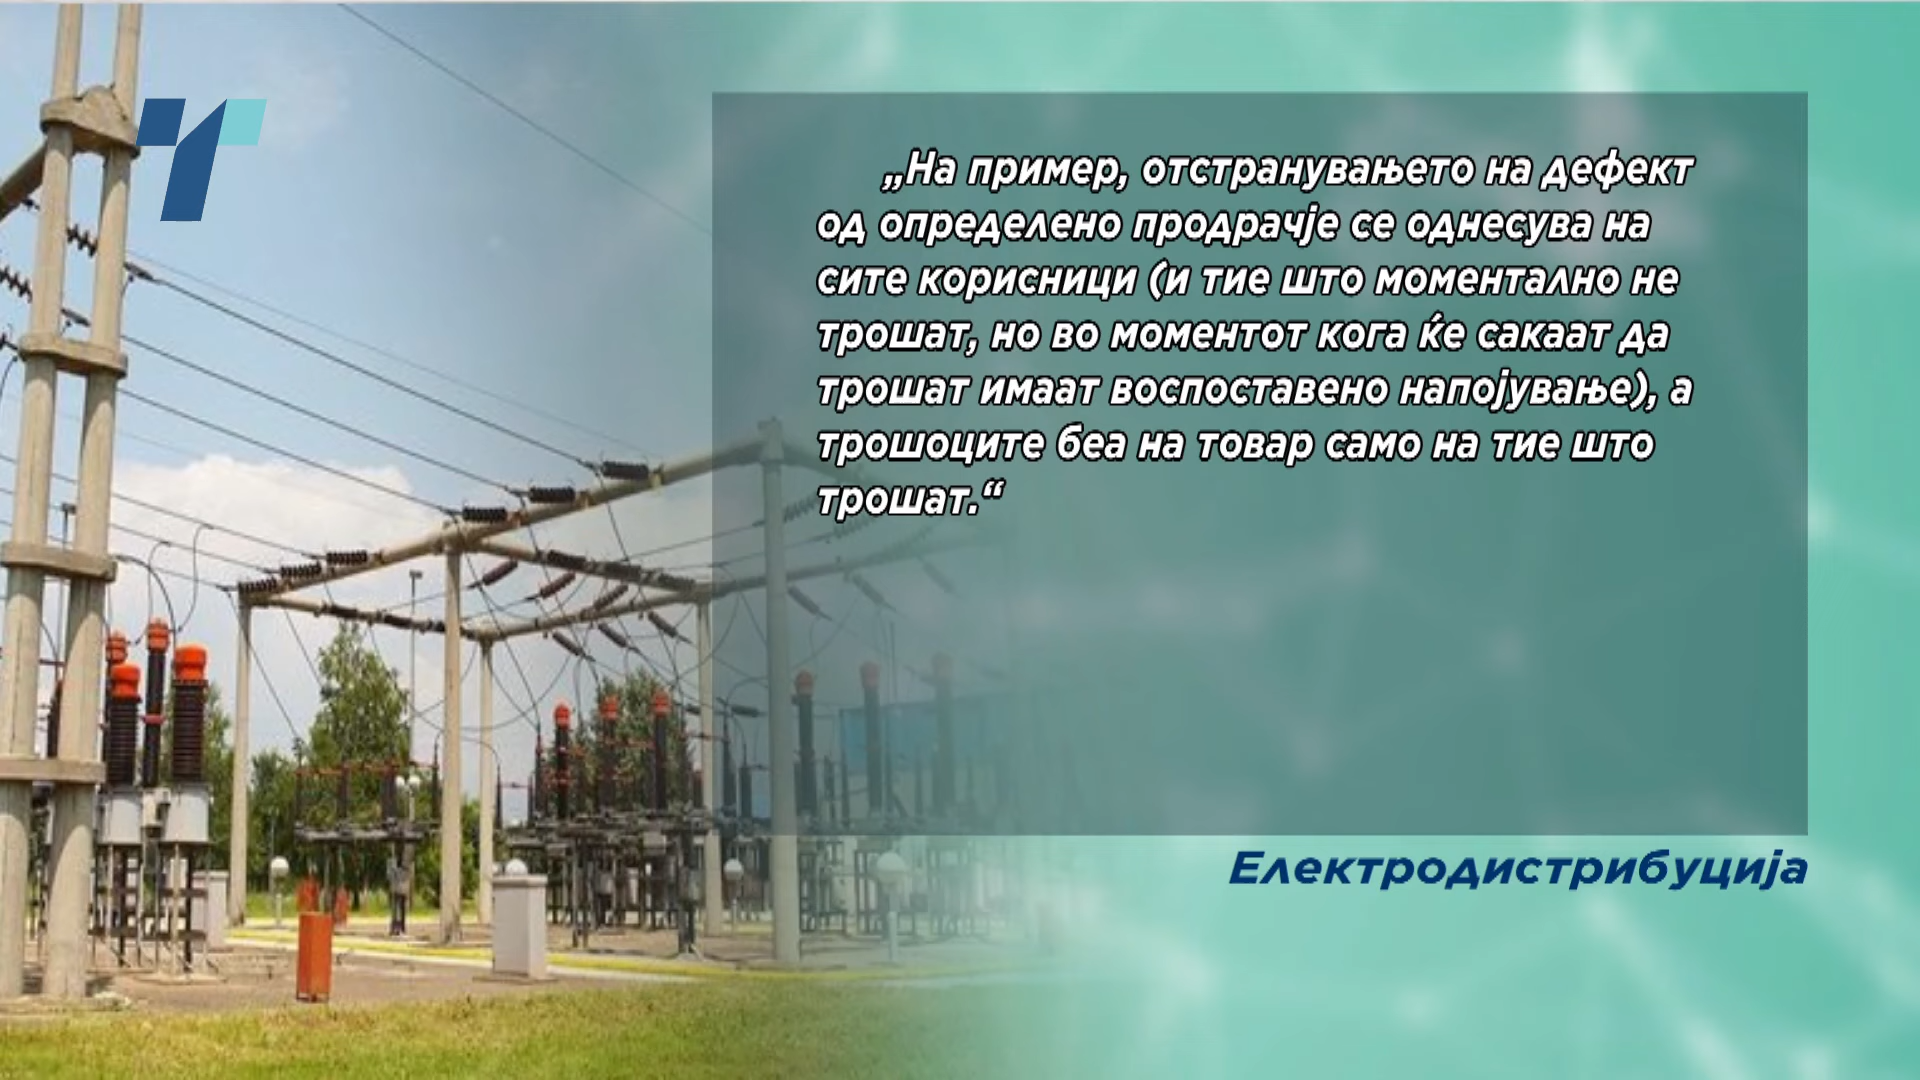 „На пример, отстранувањето на дефект
од определено продрачје се однесува на
сите корисници (и тие што моментално не
трошат, но во моментот кога ќе сакаат да
трошат имаат воспоставено напојување), а
трошоците беа на товар само на тие што
трошат.“
Електродистрибуција